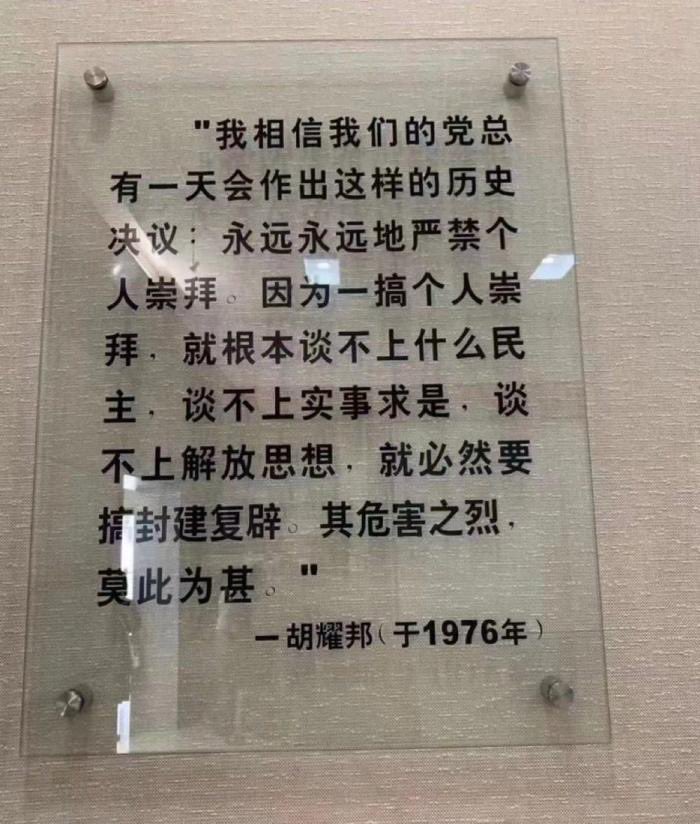 "我相信我们的党总
有一天会作出这样的历史
决议：永远永远地严禁个
人崇拜。因为一搞个人崇
拜，就根本谈不上什么民
主，谈不上实事求是，谈
不上解放思想，就必然要
搞封建复辟。其危害之烈，
莫此为甚。"
—胡耀邦（于1976年）